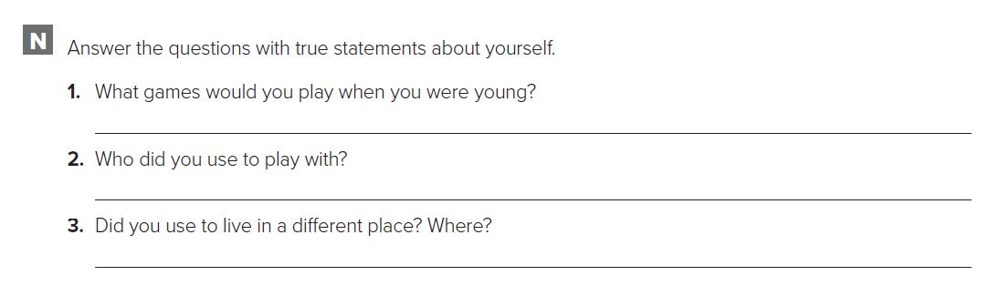 N Answer the questions with true statements about yourself.
1. What games would you play when you were young?
2. Who did you use to play with?
3. Did you use to live in a different place? Where?